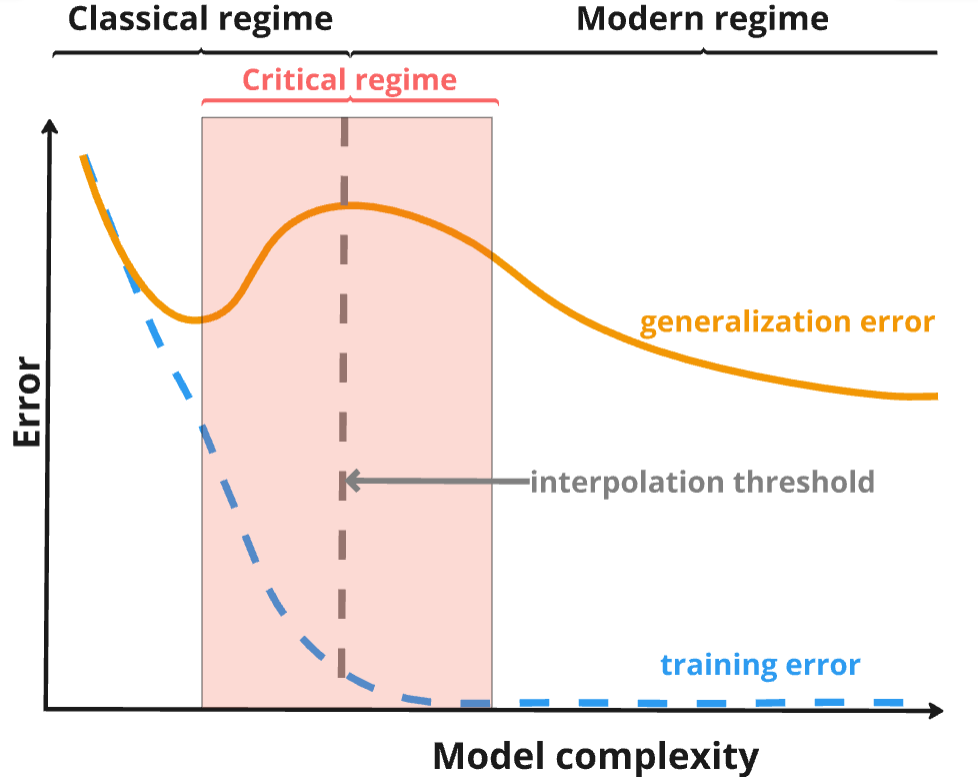 Classical regime
Modern regime
Critical regime
generalization error
Error
interpolation threshold
training error
Model complexity